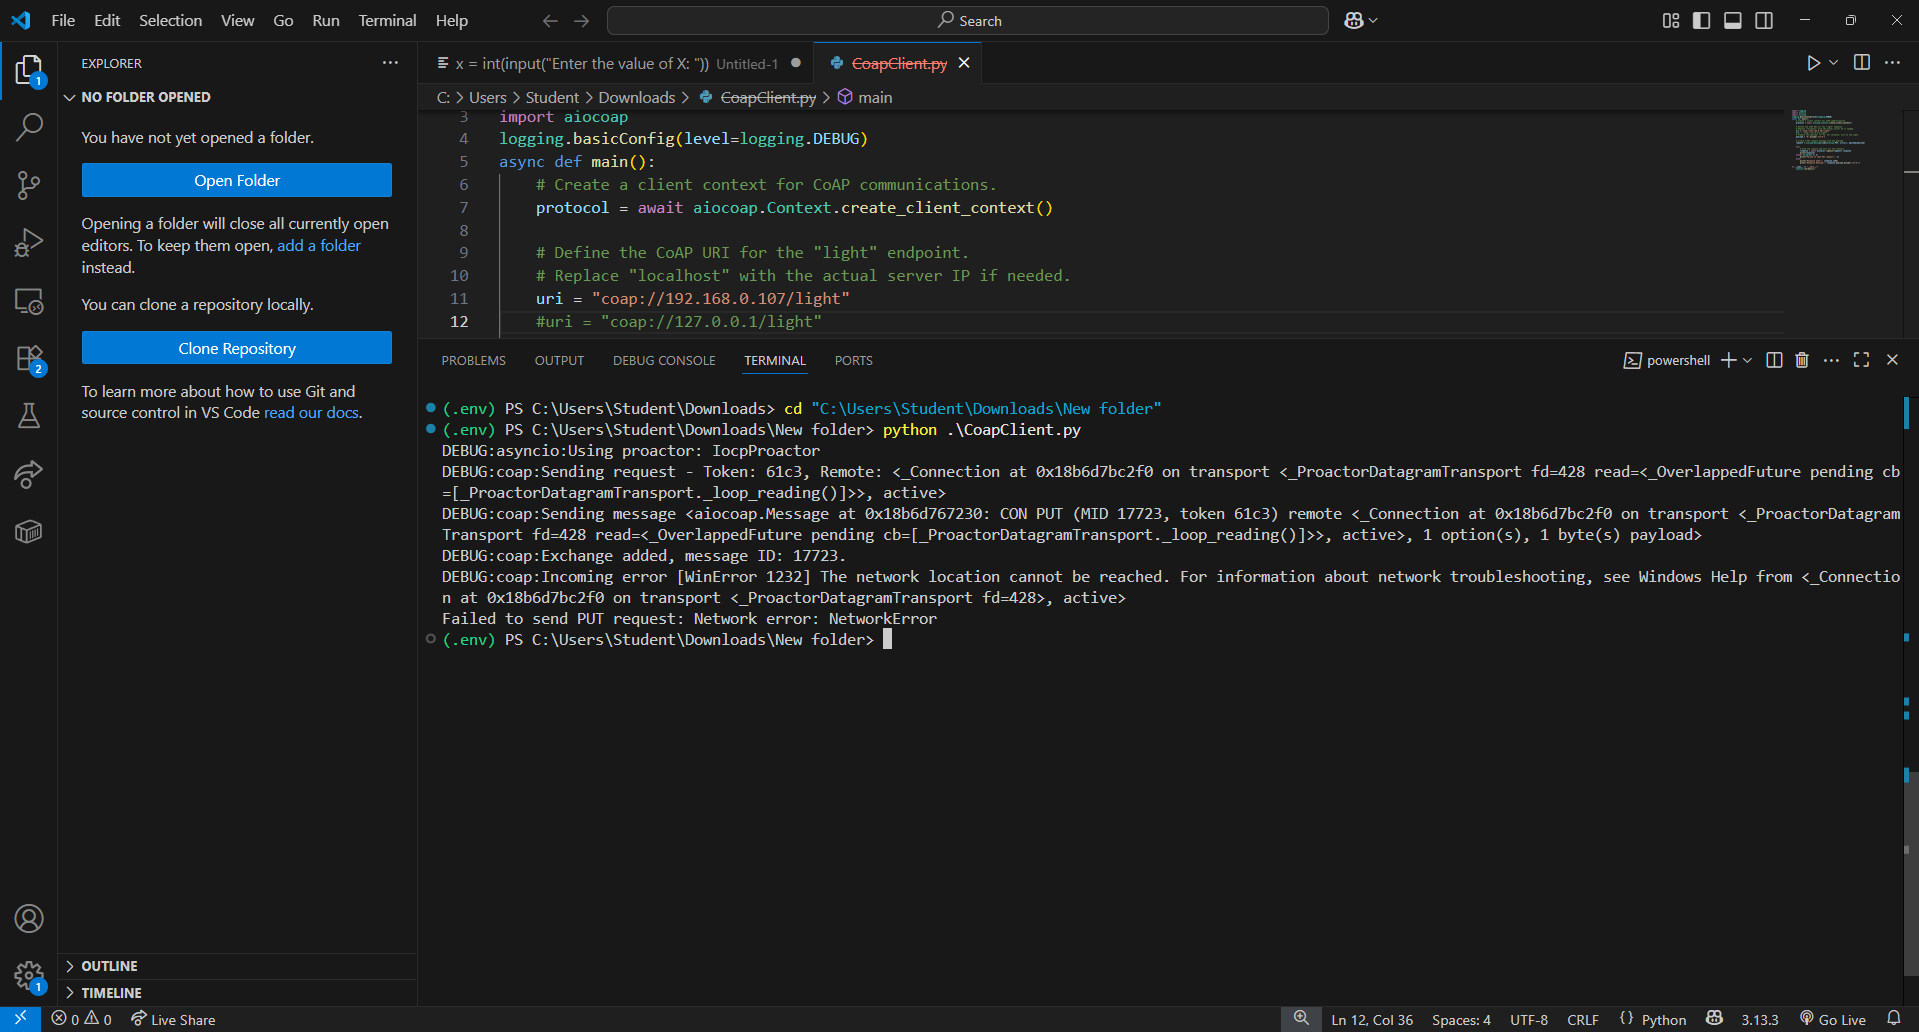 File Edit Selection View Go Run Terminal Help
Search
EXPLORER
NO FOLDER OPENED
You have not yet opened a folder.
Open Folder
Opening a folder will close all currently open
editors. To keep them open, add a folder
instead.
You can clone a repository locally.
Clone Repository
To learn more about how to use Git and
source control in VS Code read our docs.
OUTLINE
TIMELINE
1
2
1
x = int(input("Enter the value of X: ")) Untitled-1
CoapClient.py
C: > Users > Student > Downloads > CoapClient.py > main
3 import aiocoap
4 logging.basicConfig(level=logging.DEBUG)
5 async def main():
6 # Create a client context for CoAP communications.
7 protocol = await aiocoap.Context.create_client_context()
8
9 # Define the CoAP URI for the "light" endpoint.
10 # Replace "localhost" with the actual server IP if needed.
11 uri = "coap://192.168.0.107/light"
12 #uri = "coap://127.0.0.1/light"
PROBLEMS OUTPUT DEBUG CONSOLE TERMINAL PORTS
powershell
(.env) PS C:\Users\Student\Downloads> cd "C:\Users\Student\Downloads\New folder"
(.env) PS C:\Users\Student\Downloads\New folder> python .\CoapClient.py
DEBUG:asyncio:Using proactor: IocpProactor
DEBUG:coap:Sending request - Token: 61c3, Remote: <_Connection at 0x18b6d7bc2f0 on transport <_ProactorDatagramTransport fd=428 read=<_OverlappedFuture pending cb
=[_ProactorDatagramTransport._loop_reading()]>>, active>
DEBUG:coap:Sending message <aiocoap.Message at 0x18b6d767230: CON PUT (MID 17723, token 61c3) remote <_Connection at 0x18b6d7bc2f0 on transport <_ProactorDatagram
Transport fd=428 read=<_OverlappedFuture pending cb=[_ProactorDatagramTransport._loop_reading()]>>, active>, 1 option(s), 1 byte(s) payload>
DEBUG:coap:Exchange added, message ID: 17723.
DEBUG:coap:Incoming error [WinError 1232] The network location cannot be reached. For information about network troubleshooting, see Windows Help from <_Connectio
n at 0x18b6d7bc2f0 on transport <_ProactorDatagramTransport fd=428>, active>
Failed to send PUT request: Network error: NetworkError
(.env) PS C:\Users\Student\Downloads\New folder>
0 0 Live Share
Ln 12, Col 36 Spaces: 4 UTF-8 CRLF {} Python 3.13.3 Go Live